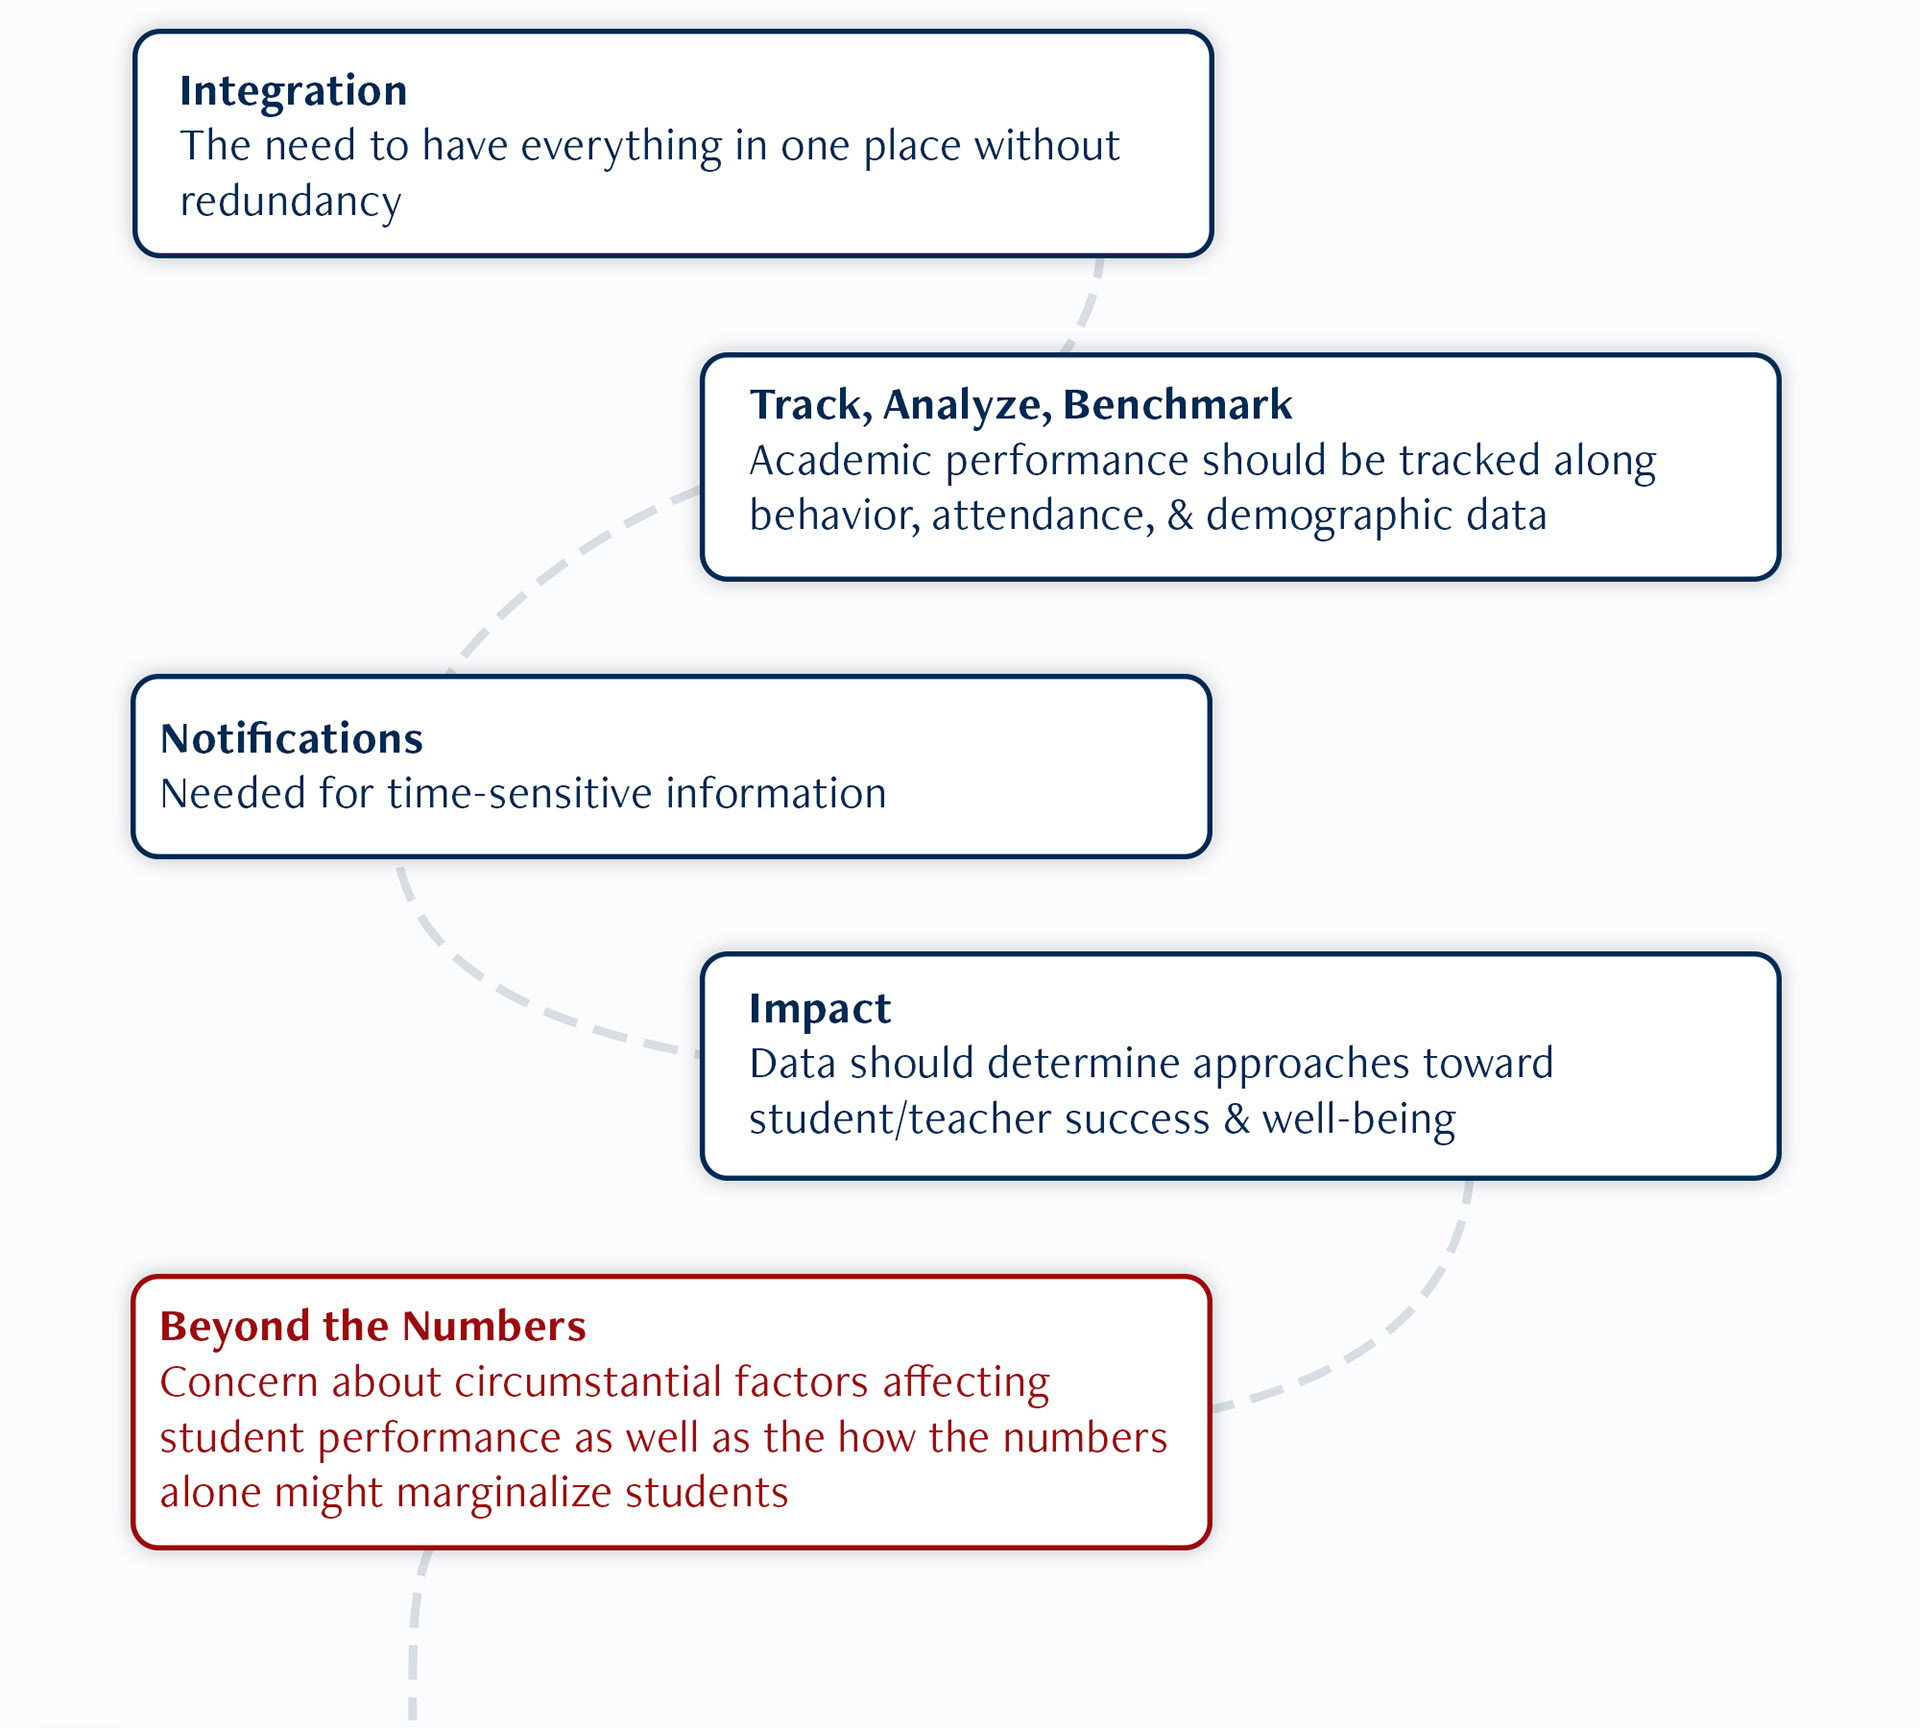 Integration
The need to have everything in one place without
redundancy
Track, Analyze, Benchmark
Academic performance should be tracked along
behavior, attendance, & demographic data
Notifications
Needed for time-sensitive information
Impact
Data should determine approaches toward
student/teacher success & well-being
Beyond the Numbers
Concern about circumstantial factors affecting
student performance as well as the how the numbers
alone might marginalize students